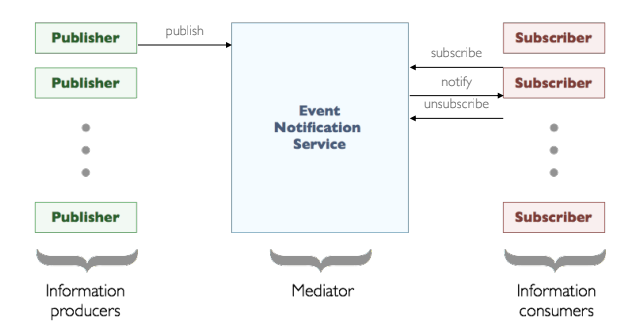 Publisher
publish
Subscriber
subscribe
Publisher
notify
Subscriber
unsubscribe
Event
Notification
Service
Publisher
Subscriber
Information
producers
Mediator
Information
consumers